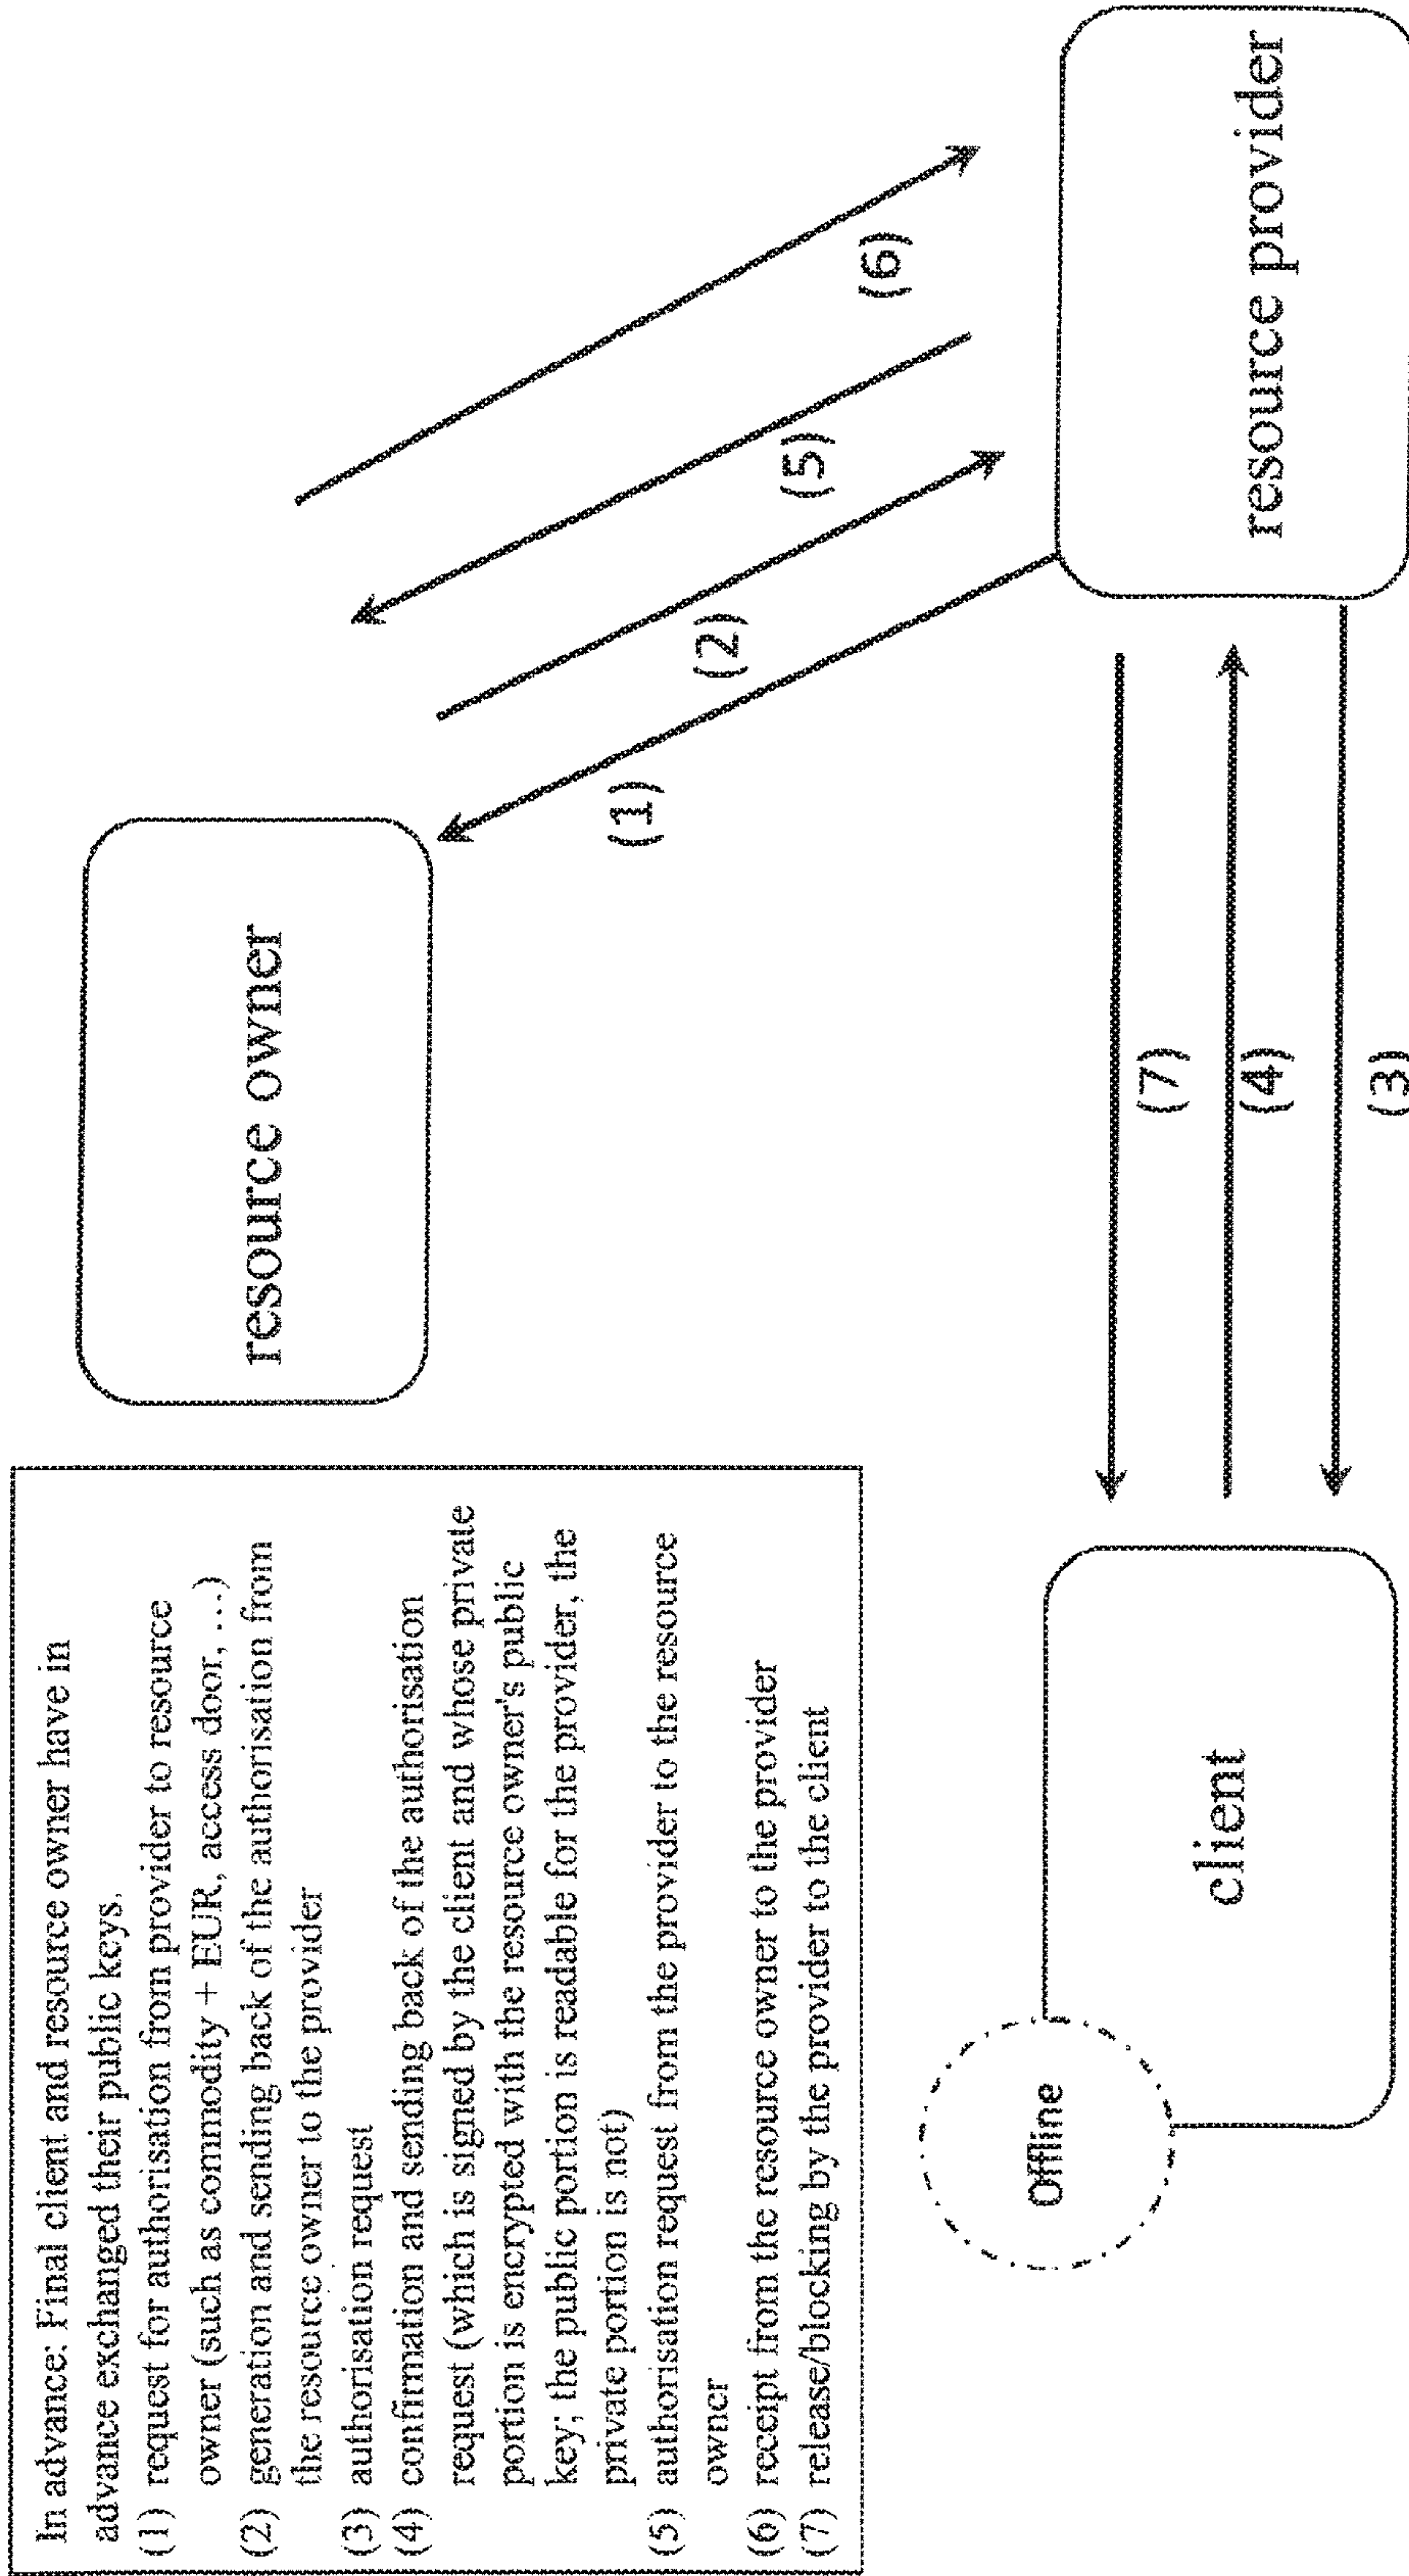 In advance: Final client and resource owner have in
advance exchanged their public keys.
(1) request for authorisation from provider to resource
owner (such as commodity + EUR, access door, …)
(2) generation and sending back of the authorisation from
the resource owner to the provider
(3) authorisation request
(4) confirmation and sending back of the authorisation
request (which is signed by the client and whose private
portion is encrypted with the resource owner's public
key; the public portion is readable for the provider, the
private portion is not)
(5) authorisation request from the provider to the resource
owner
(6) receipt from the resource owner to the provider
(7) release/blocking by the provider to the client
resource owner
(1)
(2)
(5)
(6)
Offline
client
(7)
(4)
(3)
resource provider